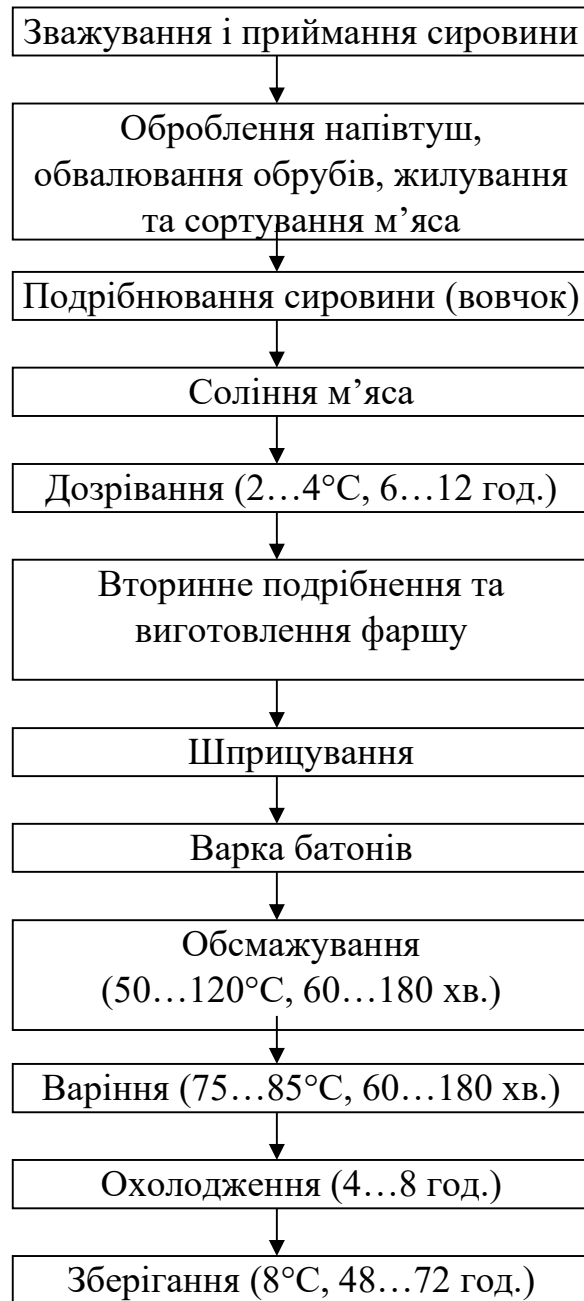 Зважування і приймання сировини
Оброблення напівтуш,
обвалювання обрубів, жилування
та сортування м’яса
Подрібнювання сировини (вовчок)
Соління м’яса
Дозрівання (2…4°С, 6…12 год.)
Вторинне подрібнення та
виготовлення фаршу
Шприцування
Варка батонів
Обсмажування
(50…120°С, 60…180 хв.)
Варіння (75…85°С, 60…180 хв.)
Охолодження (4…8 год.)
Зберігання (8°С, 48…72 год.)